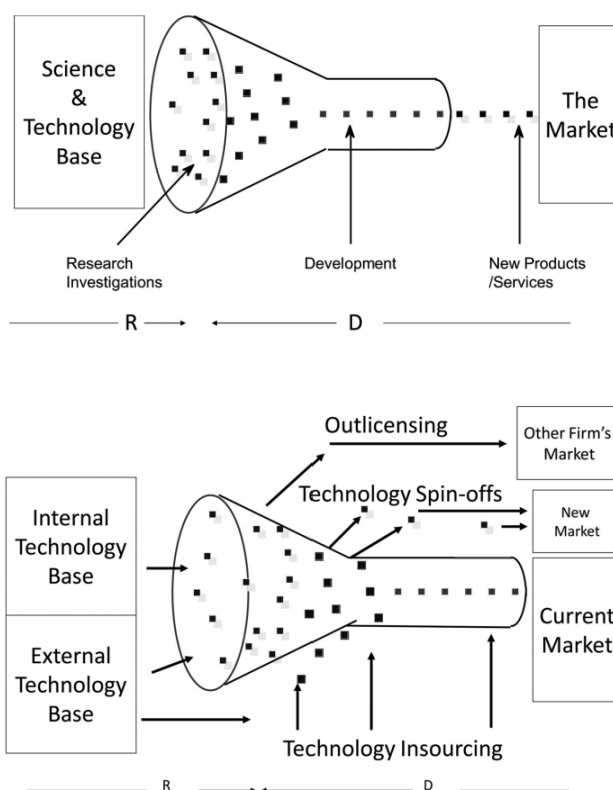 Science
&
Technology
Base
The
Market
Research
Investigations
Development
New Products
/Services
R
D
Outlicensing
Other Firm's
Market
Technology Spin-offs
New
Market
Internal
Technology
Base
External
Technology
Base
Current
Market
Technology Insourcing
R
D